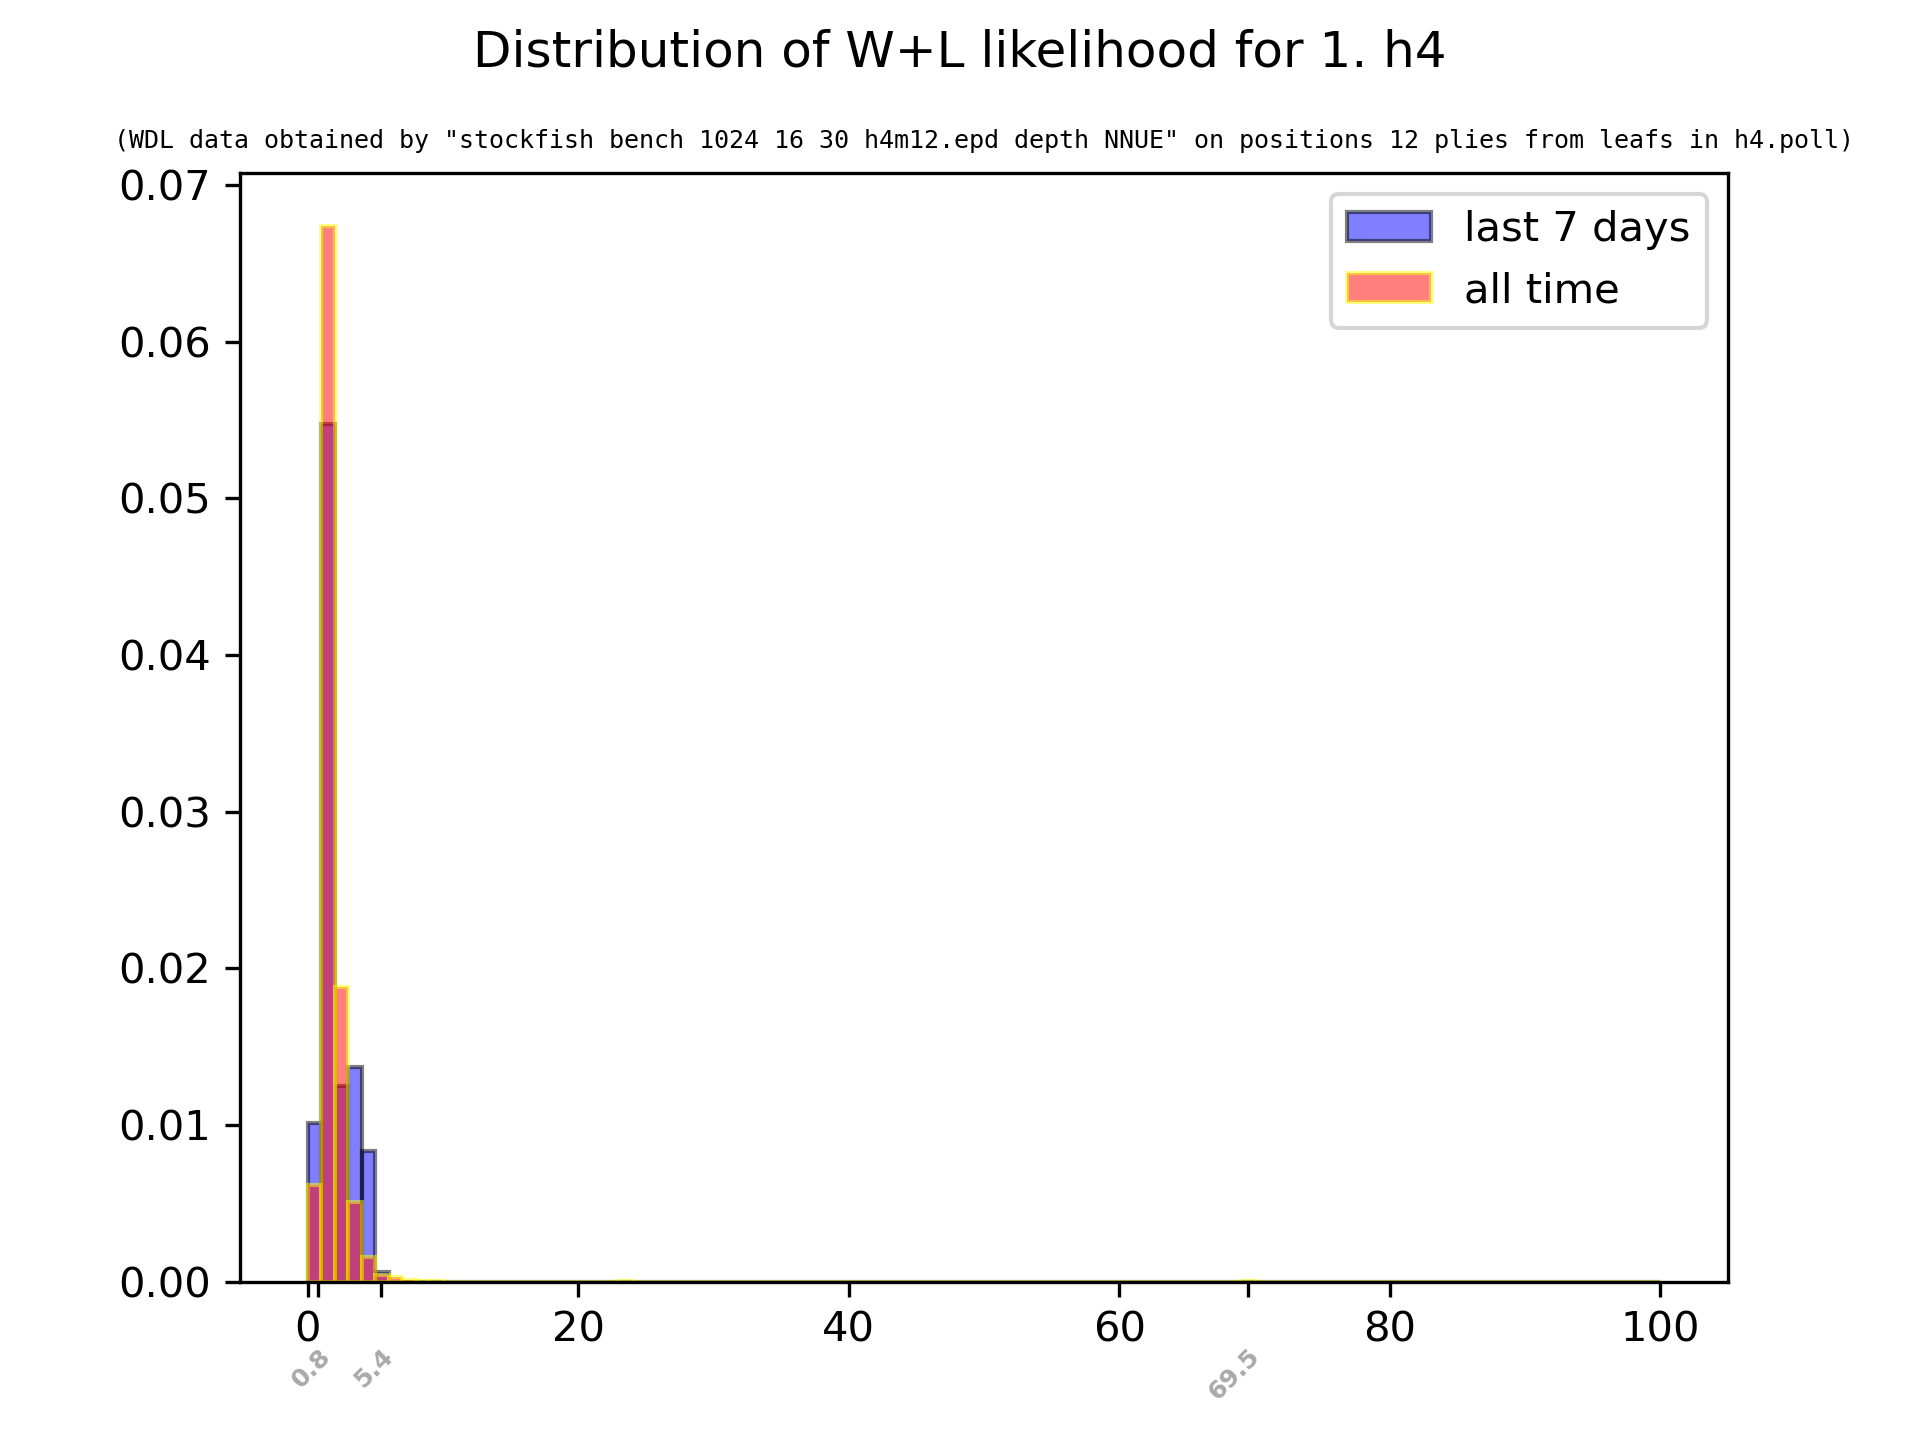 Distribution of W+L likelihood for 1. h4
(WDL data obtained by "stockfish bench 1024 16 30 h4m12.epd depth NNUE" on positions 12 plies from leafs in h4.poll)
last 7 days
all time
0.07
0.06
0.05
0.04
0.03
0.02
0.01
0.00
0 20 40 60 80 100
0.8 5.4 69.5